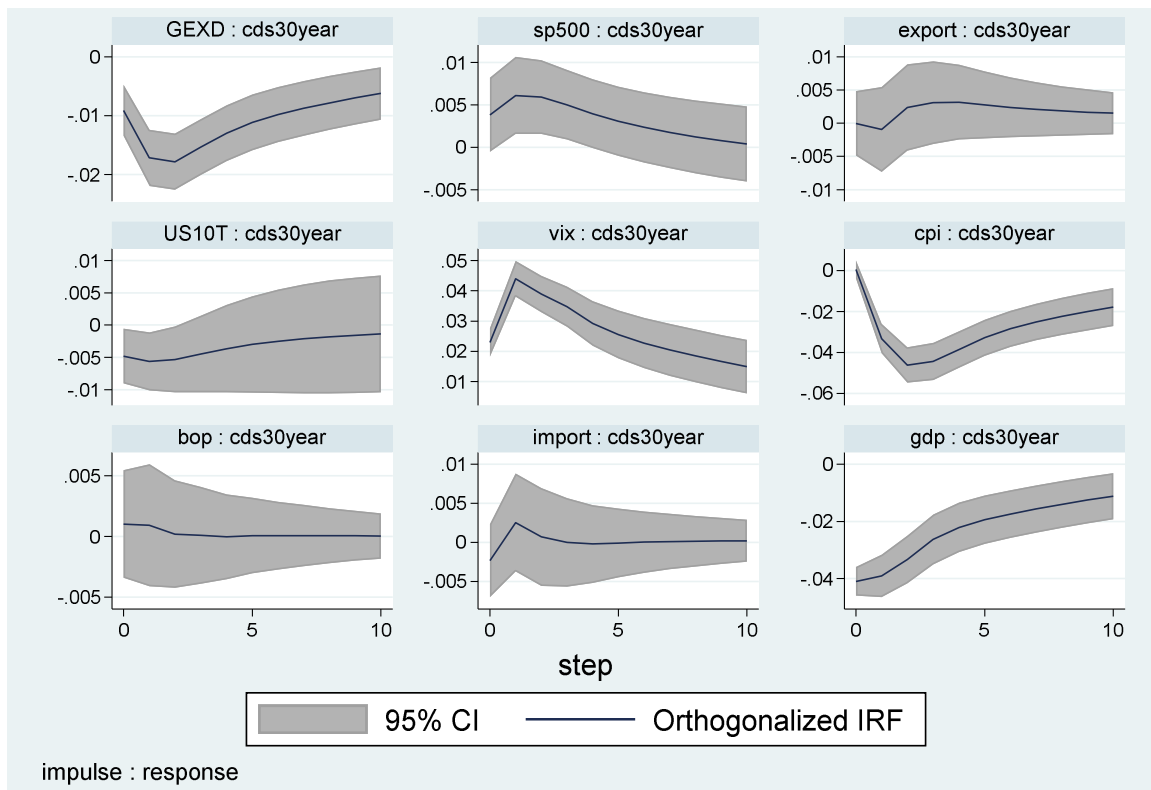 GEXD : cds30year
sp500 : cds30year
export : cds30year
0
-.01
-.02
.01
.005
0
-.005
.01
.005
0
-.005
-.01
US10T : cds30year
vix : cds30year
cpi : cds30year
.01
.005
0
-.005
-.01
.05
.04
.03
.02
.01
0
-.02
-.04
-.06
bop : cds30year
import : cds30year
gdp : cds30year
.005
0
-.005
.01
.005
0
-.005
0
-.02
-.04
0 5 10
0 5 10
0 5 10
step
95% CI
Orthogonalized IRF
impulse : response